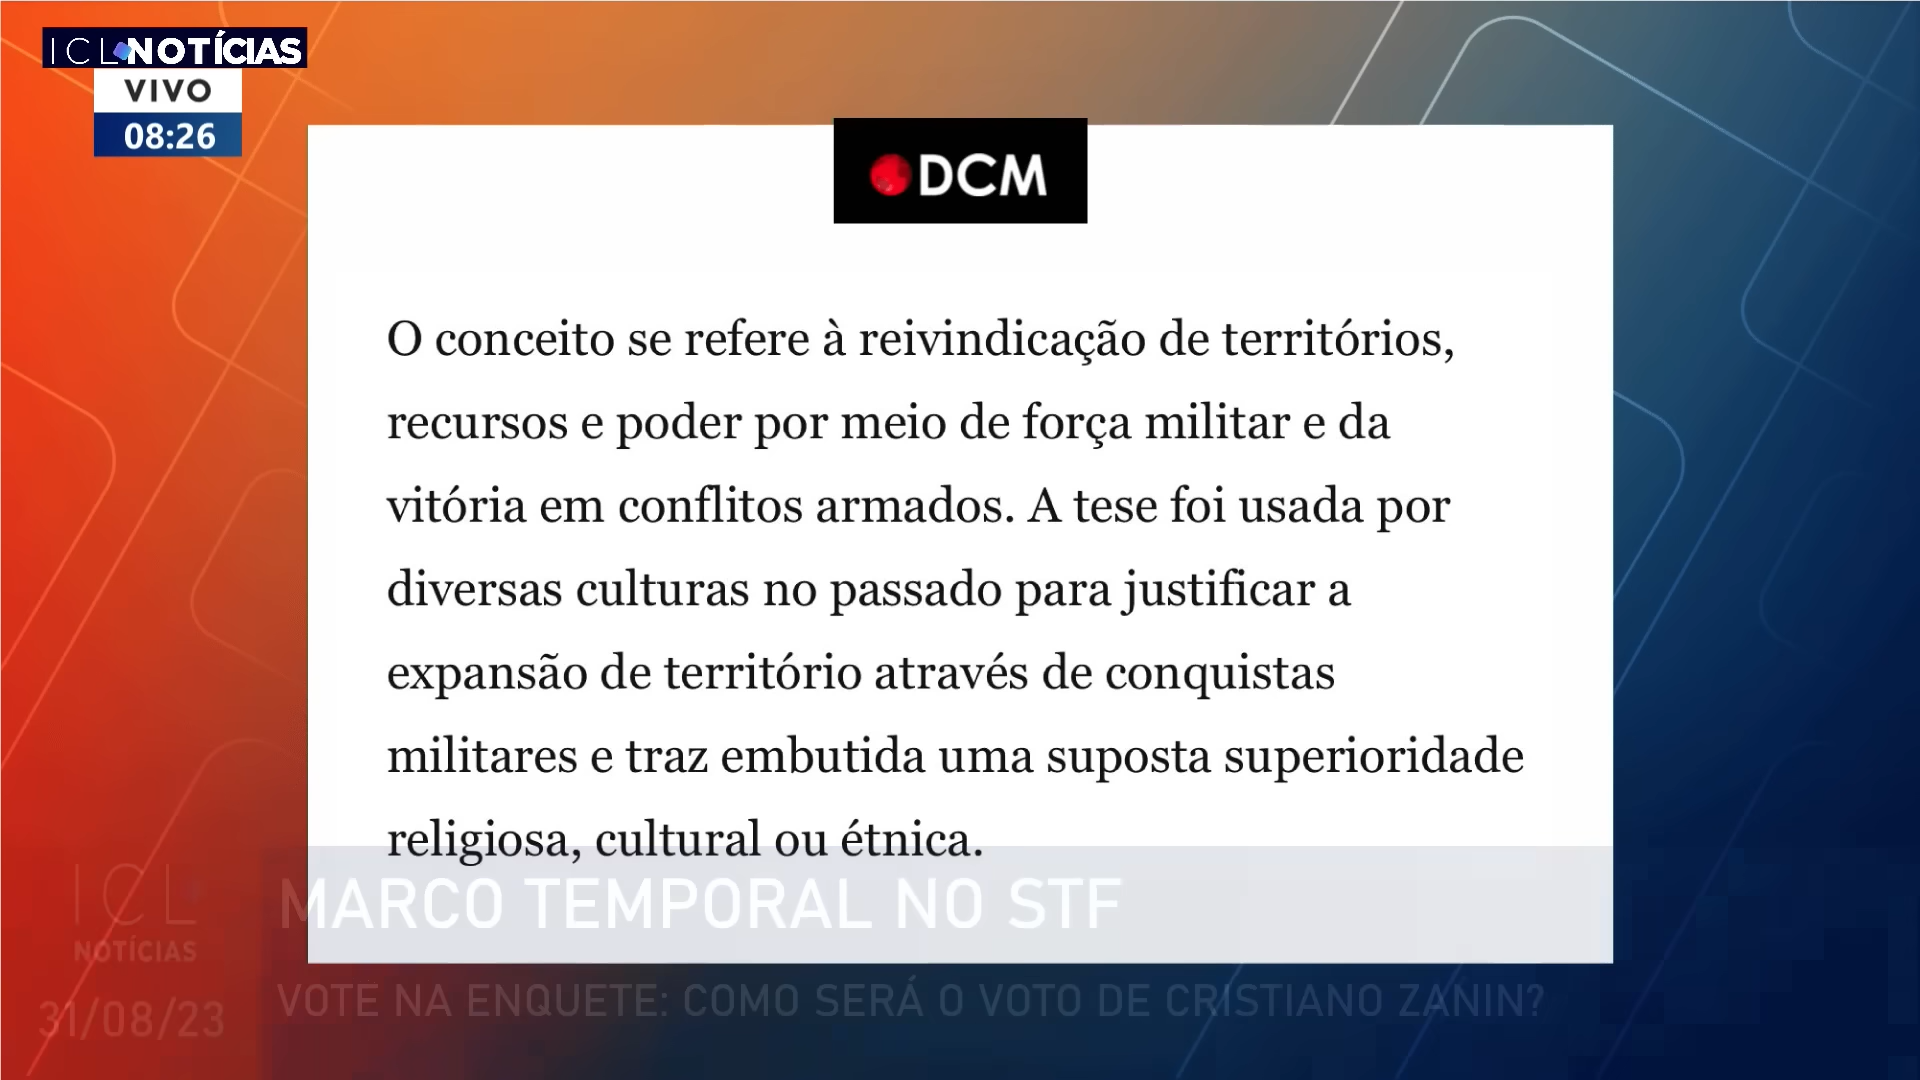 ICL NOTÍCIAS
VIVO
08:26
DCM
O conceito se refere à reivindicação de territórios,
recursos e poder por meio de força militar e da
vitória em conflitos armados. A tese foi usada por
diversas culturas no passado para justificar a
expansão de território através de conquistas
militares e traz embutida uma suposta superioridade
religiosa, cultural ou étnica.
MARCO TEMPORAL NO STF
ICL
NOTÍCIAS
VOTE NA ENQUETE: COMO SERÁ O VOTO DE CRISTIANO ZANIN?
31/08/23